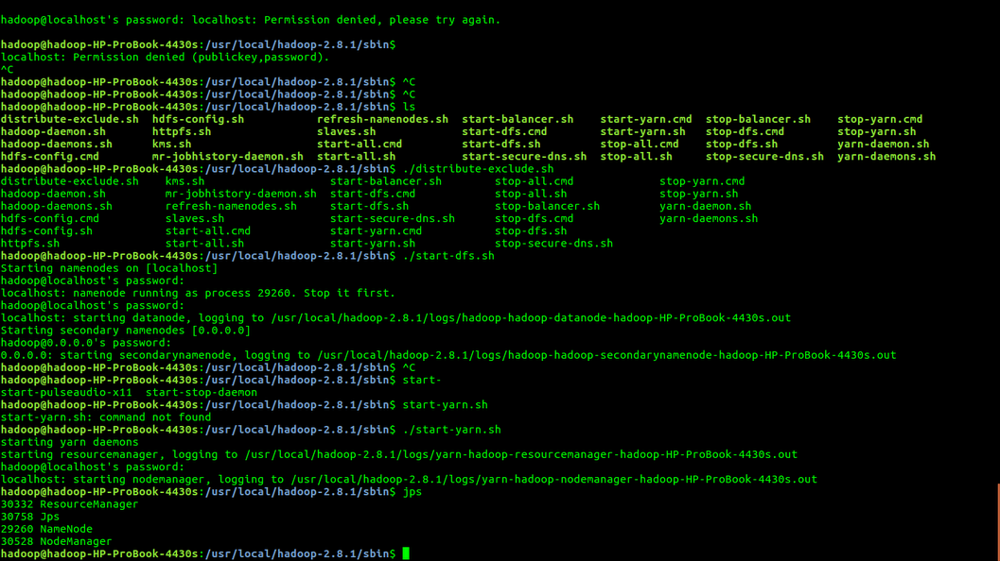 hadoop@localhost's password: localhost: Permission denied, please try again.

hadoop@hadoop-HP-ProBook-4430s:/usr/local/hadoop-2.8.1/sbin$
localhost: Permission denied (publickey,password).
^C
hadoop@hadoop-HP-ProBook-4430s:/usr/local/hadoop-2.8.1/sbin$ ^C
hadoop@hadoop-HP-ProBook-4430s:/usr/local/hadoop-2.8.1/sbin$ ^C
hadoop@hadoop-HP-ProBook-4430s:/usr/local/hadoop-2.8.1/sbin$ ls
distribute-exclude.sh  hdfs-config.sh           refresh-namenodes.sh  start-balancer.sh    start-yarn.cmd  stop-balancer.sh    stop-yarn.cmd
hadoop-daemon.sh       httpfs.sh                slaves.sh             start-dfs.cmd        start-yarn.sh   stop-dfs.cmd        stop-yarn.sh
hadoop-daemons.sh      kms.sh                   start-all.cmd         start-dfs.sh         stop-all.cmd    stop-dfs.sh         yarn-daemon.sh
hdfs-config.cmd        mr-jobhistory-daemon.sh  start-all.sh          start-secure-dns.sh  stop-all.sh     stop-secure-dns.sh  yarn-daemons.sh
hadoop@hadoop-HP-ProBook-4430s:/usr/local/hadoop-2.8.1/sbin$ ./distribute-exclude.sh
distribute-exclude.sh    kms.sh                   start-balancer.sh        stop-all.cmd             stop-yarn.cmd
hadoop-daemon.sh         mr-jobhistory-daemon.sh  start-dfs.cmd            stop-all.sh              stop-yarn.sh
hadoop-daemons.sh        refresh-namenodes.sh     start-dfs.sh             stop-balancer.sh         yarn-daemon.sh
hdfs-config.cmd          slaves.sh                start-secure-dns.sh      stop-dfs.cmd             yarn-daemons.sh
hdfs-config.sh           start-all.cmd            start-yarn.cmd           stop-dfs.sh
httpfs.sh                start-all.sh             start-yarn.sh            stop-secure-dns.sh
hadoop@hadoop-HP-ProBook-4430s:/usr/local/hadoop-2.8.1/sbin$ ./start-dfs.sh
Starting namenodes on [localhost]
hadoop@localhost's password:
localhost: namenode running as process 29260. Stop it first.
hadoop@localhost's password:
localhost: starting datanode, logging to /usr/local/hadoop-2.8.1/logs/hadoop-hadoop-datanode-hadoop-HP-ProBook-4430s.out
Starting secondary namenodes [0.0.0.0]
hadoop@0.0.0.0's password:
0.0.0.0: starting secondarynamenode, logging to /usr/local/hadoop-2.8.1/logs/hadoop-hadoop-secondarynamenode-hadoop-HP-ProBook-4430s.out
hadoop@hadoop-HP-ProBook-4430s:/usr/local/hadoop-2.8.1/sbin$ ^C
hadoop@hadoop-HP-ProBook-4430s:/usr/local/hadoop-2.8.1/sbin$ start-
start-pulseaudio-x11  start-stop-daemon
hadoop@hadoop-HP-ProBook-4430s:/usr/local/hadoop-2.8.1/sbin$ start-yarn.sh
start-yarn.sh: command not found
hadoop@hadoop-HP-ProBook-4430s:/usr/local/hadoop-2.8.1/sbin$ ./start-yarn.sh
starting yarn daemons
starting resourcemanager, logging to /usr/local/hadoop-2.8.1/logs/yarn-hadoop-resourcemanager-hadoop-HP-ProBook-4430s.out
hadoop@localhost's password:
localhost: starting nodemanager, logging to /usr/local/hadoop-2.8.1/logs/yarn-hadoop-nodemanager-hadoop-HP-ProBook-4430s.out
hadoop@hadoop-HP-ProBook-4430s:/usr/local/hadoop-2.8.1/sbin$ jps
30332 ResourceManager
30758 Jps
29260 NameNode
30528 NodeManager
hadoop@hadoop-HP-ProBook-4430s:/usr/local/hadoop-2.8.1/sbin$